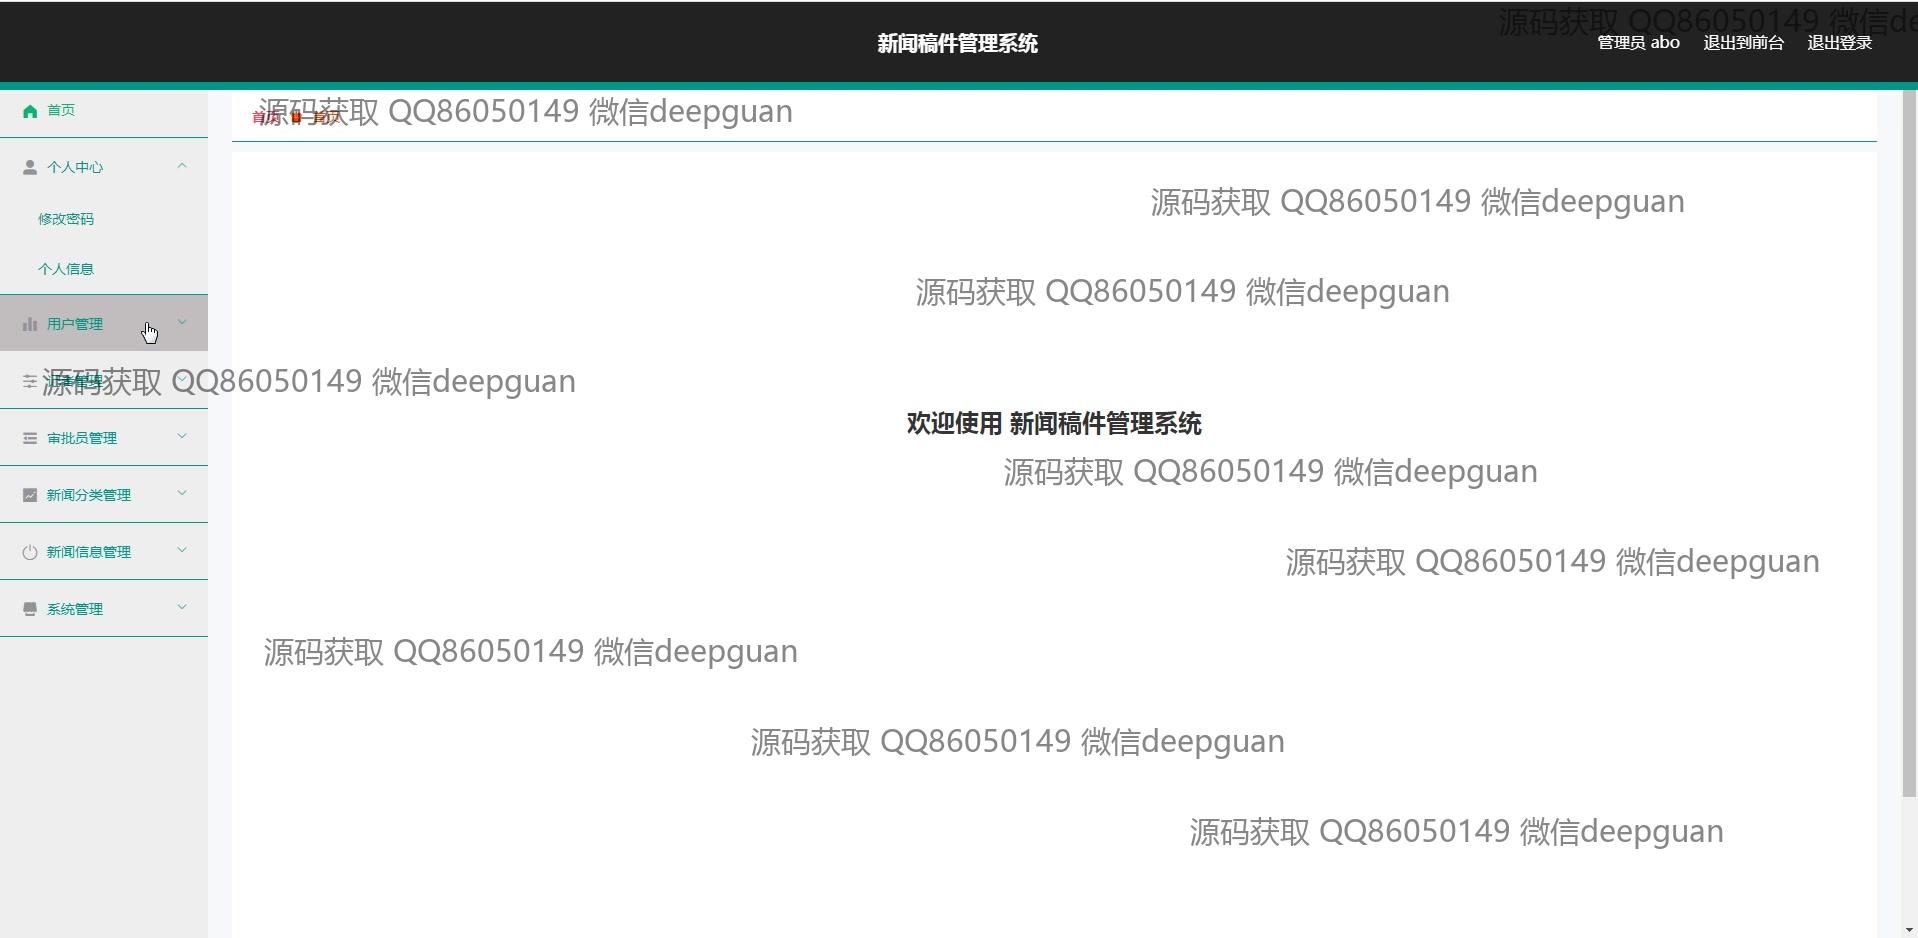 源码获取 QQ86050149 微信de
新闻稿件管理系统
管理员 abo 退出到前台 退出登录
首页
源码获取 QQ86050149 微信deepguan
首页 首页
个人中心
源码获取 QQ86050149 微信deepguan
修改密码
个人信息
源码获取 QQ86050149 微信deepguan
用户管理
记者管理
源码获取 QQ86050149 微信deepguan
欢迎使用 新闻稿件管理系统
审批员管理
源码获取 QQ86050149 微信deepguan
新闻分类管理
新闻信息管理
源码获取 QQ86050149 微信deepguan
系统管理
源码获取 QQ86050149 微信deepguan
源码获取 QQ86050149 微信deepguan
源码获取 QQ86050149 微信deepguan